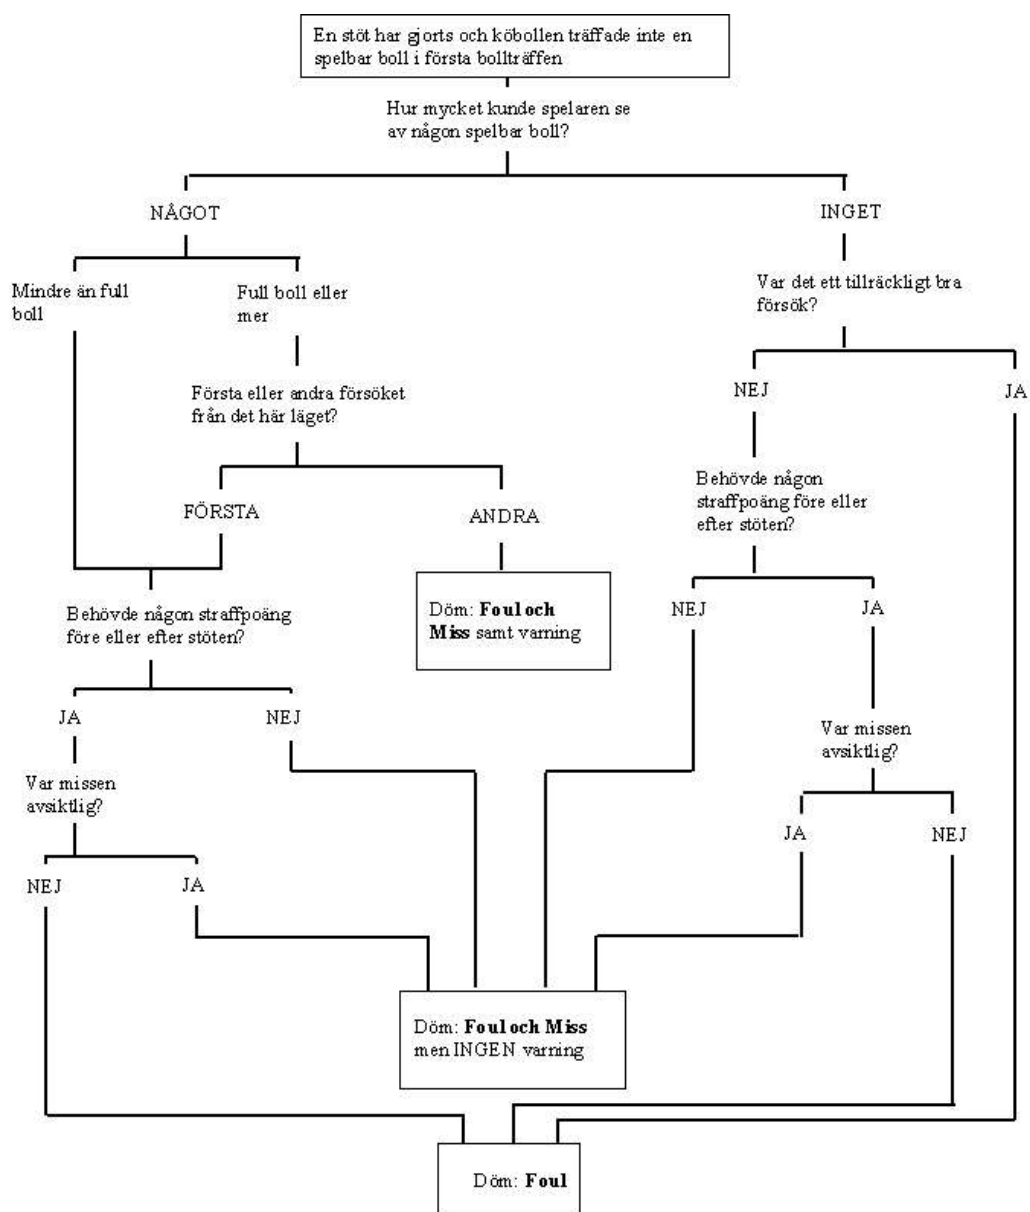 En stöt har gjorts och köbollen träffade inte en
spelbar boll i första bollträffen
Hur mycket kunde spelaren se
av någon spelbar boll?
NÅGOT
INGET
Mindre än full
boll
Full boll eller
mer
Var det ett tillräckligt bra
försök?
Första eller andra försöket
från det här läget?
NEJ
JA
FÖRSTA
ANDRA
Behövde någon
straffpoäng före eller
efter stöten?
Döm: Foul och
Miss samt varning
Behövde någon straffpoäng
före eller efter stöten?
NEJ
JA
JA
NEJ
Var missen
avsiktlig?
Var missen
avsiktlig?
JA
NEJ
NEJ
JA
Döm: Foul och Miss
men INGEN varning
Döm: Foul